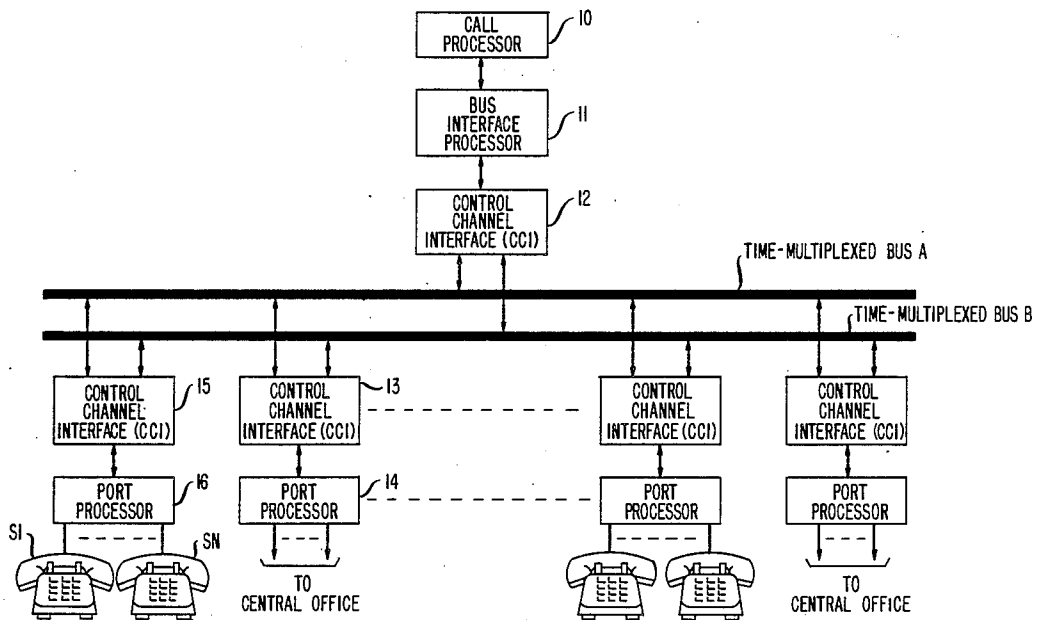 CALL
PROCESSOR
10
BUS
INTERFACE
PROCESSOR
11
CONTROL
CHANNEL
INTERFACE (CCI)
12
TIME-MULTIPLEXED BUS A
TIME-MULTIPLEXED BUS B
CONTROL
CHANNEL
INTERFACE (CCI)
15
CONTROL
CHANNEL
INTERFACE (CCI)
13
CONTROL
CHANNEL
INTERFACE (CCI)
CONTROL
CHANNEL
INTERFACE (CCI)
PORT
PROCESSOR
16
PORT
PROCESSOR
14
PORT
PROCESSOR
PORT
PROCESSOR
S1
SN
TO
CENTRAL OFFICE
TO
CENTRAL OFFICE